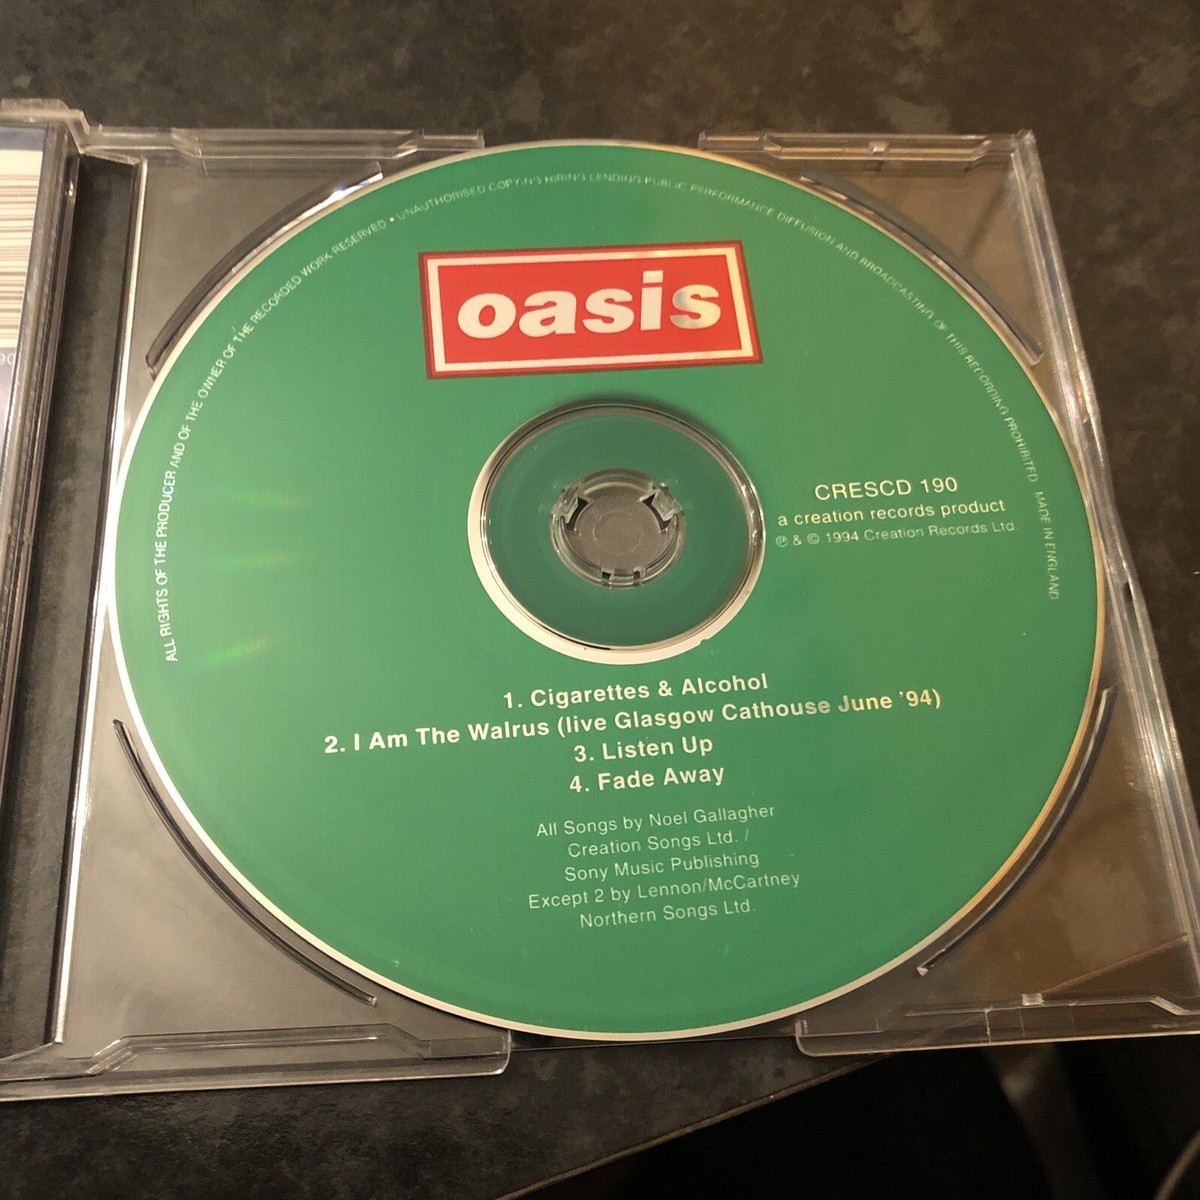 ALL RIGHTS OF THE PRODUCER AND OF THE OWNER OF THE RECORDED WORK RESERVED • UNAUTHORISED COPYING HIRING LENDING PUBLIC PERFORMANCE DIFFUSION AND BROADCASTING OF THIS RECORDING PROHIBITED. MADE IN ENGLAND
oasis
CRESCD 190
a creation records product
℗ & © 1994 Creation Records Ltd.
1. Cigarettes & Alcohol
2. I Am The Walrus (live Glasgow Cathouse June '94)
3. Listen Up
4. Fade Away
All Songs by Noel Gallagher
Creation Songs Ltd. /
Sony Music Publishing
Except 2 by Lennon/McCartney
Northern Songs Ltd.